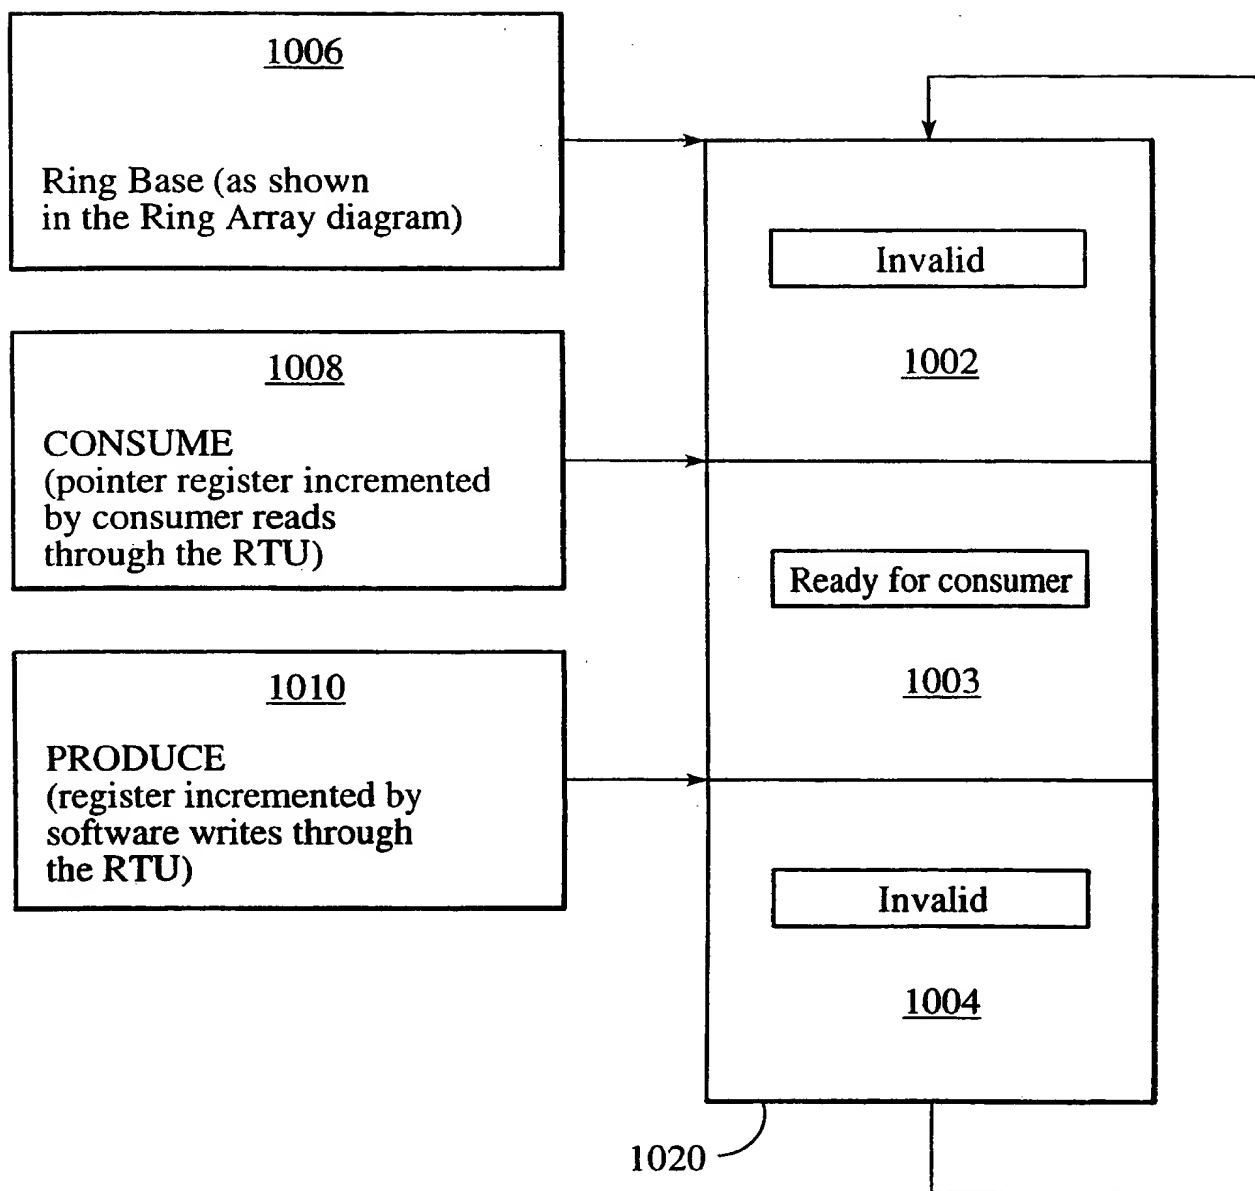 1006
Ring Base (as shown
in the Ring Array diagram)
1008
CONSUME
(pointer register incremented
by consumer reads
through the RTU)
1010
PRODUCE
(register incremented by
software writes through
the RTU)
Invalid
1002
Ready for consumer
1003
Invalid
1004
1020